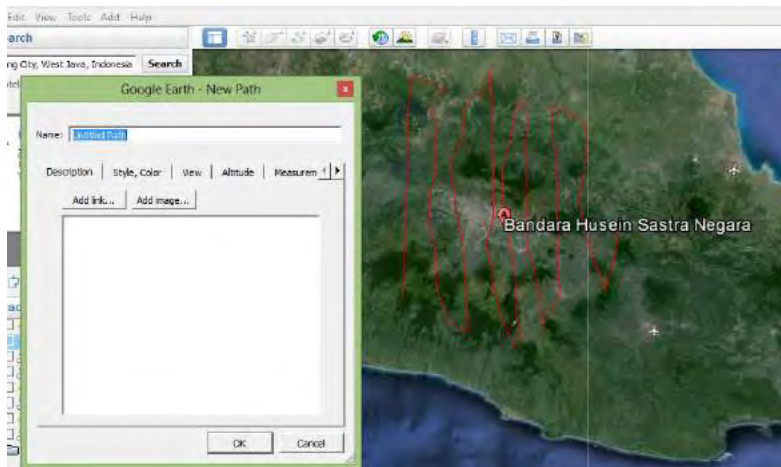 Edit View Tools Add Help
arch
ng City, West Java, Indonesia Search
Google Earth - New Path
Name: Untitled Path
Description Style, Color View Altitude Measurem
Add link... Add image...
Bandara Husein Sastra Negara
OK Cancel